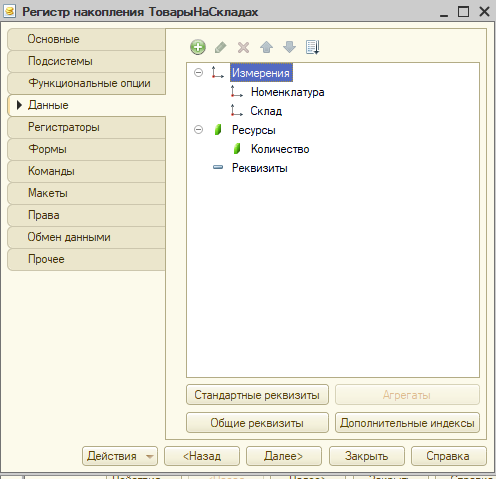 Регистр накопления ТоварыНаСкладах
Основные
Подсистемы
Функциональные опции
Данные
Регистраторы
Формы
Команды
Макеты
Права
Обмен данными
Прочее
Измерения
Номенклатура
Склад
Ресурсы
Количество
Реквизиты
Стандартные реквизиты
Агрегаты
Общие реквизиты
Дополнительные индексы
Действия
<Назад
Далее>
Закрыть
Справка